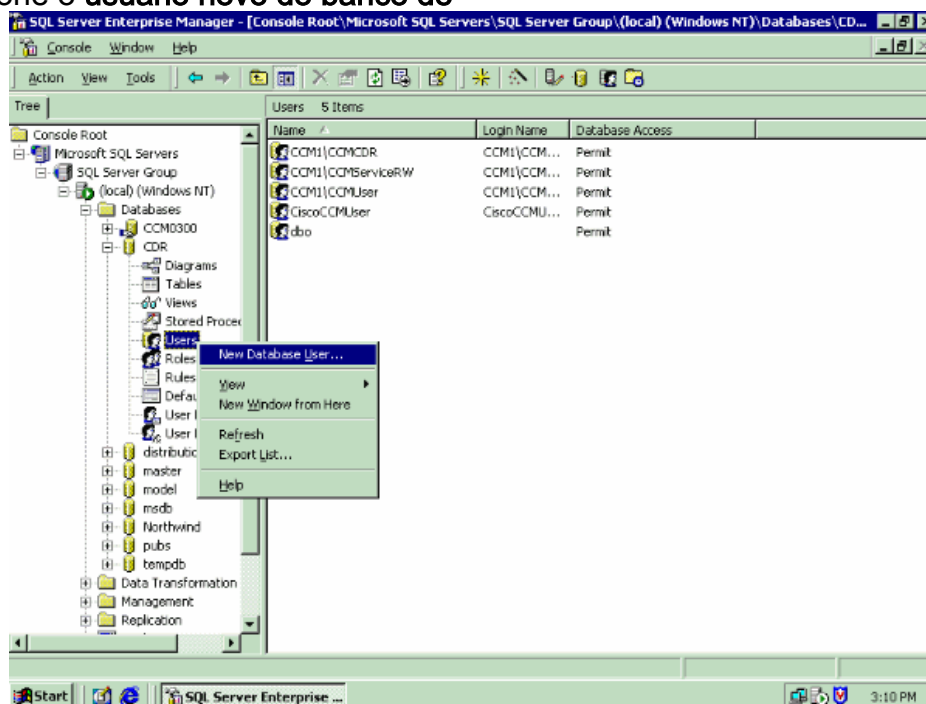 one o usuário novo do banco do
SQL Server Enterprise Manager - [Console Root\Microsoft SQL Servers\SQL Server Group\(local) (Windows NT)\Databases\CD...
Console Window Help
Action View Tools
Tree
Users 5 Items
Name Login Name Database Access
Console Root
Microsoft SQL Servers
SQL Server Group
(local) (Windows NT)
Databases
CCM0300
CDR
Diagrams
Tables
Views
Stored Proce
Users
Roles
Rules
Defau
User
User
distributio
master
model
msdb
Northwind
pubs
tempdb
Data Transformation
Management
Replication
CCM1\CCMCDR CCM1\CCM... Permit
CCM1\CCMServiceRW CCM1\CCM... Permit
CCM1\CCMUser CCM1\CCM... Permit
CiscoCCMUser CiscoCCMU... Permit
dbo Permit
New Database User...
View
New Window from Here
Refresh
Export List...
Help
Start SQL Server Enterprise ... 3:10 PM